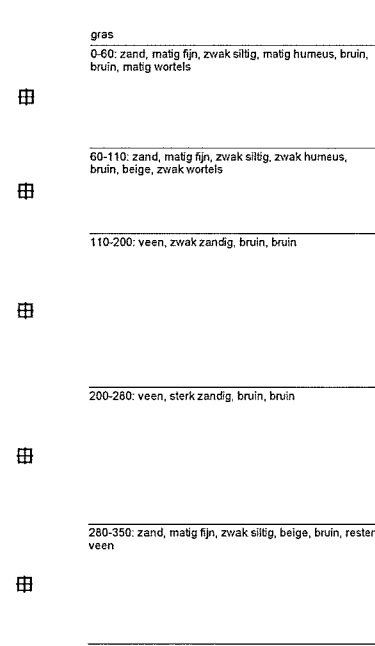 gras
0-60: zand, matig fijn, zwak siltig, matig humeus, bruin,
bruin, matig wortels
60-110: zand, matig fijn, zwak siltig, zwak humeus,
bruin, beige, zwak wortels
110-200: veen, zwak zandig, bruin, bruin
200-280: veen, sterk zandig, bruin, bruin
280-350: zand, matig fijn, zwak siltig, beige, bruin, resten
veen